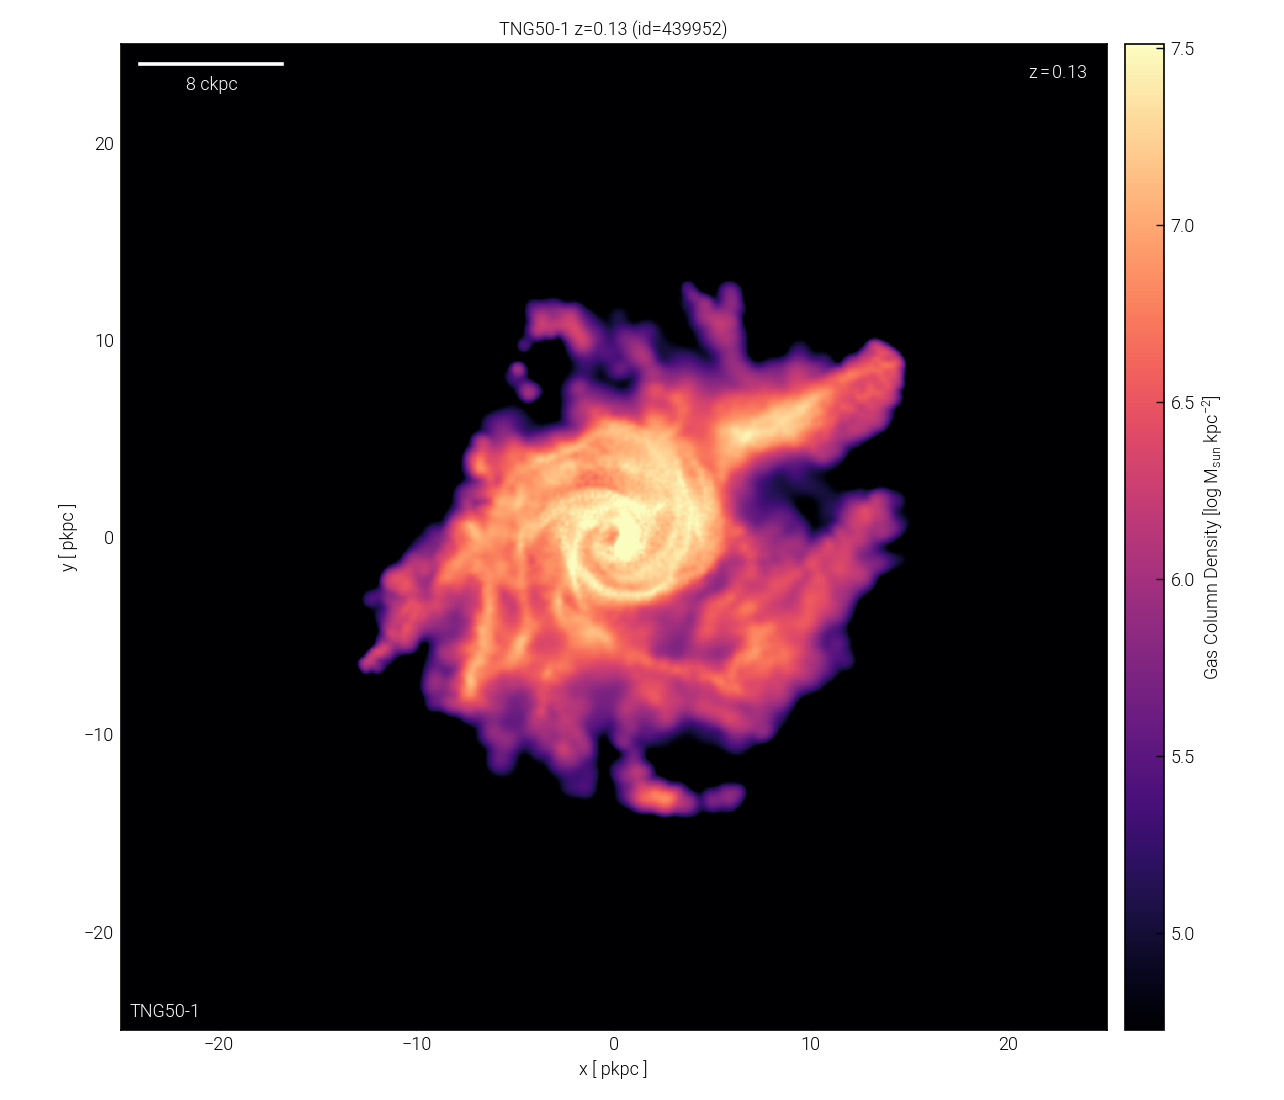 TNG50-1 z=0.13 (id=439952)
8 ckpc
z=0.13
TNG50-1
20
10
0
−10
−20
y [ pkpc ]
−20
−10
0
10
20
x [ pkpc ]
7.5
7.0
6.5
6.0
5.5
5.0
Gas Column Density [log Msun kpc⁻²]